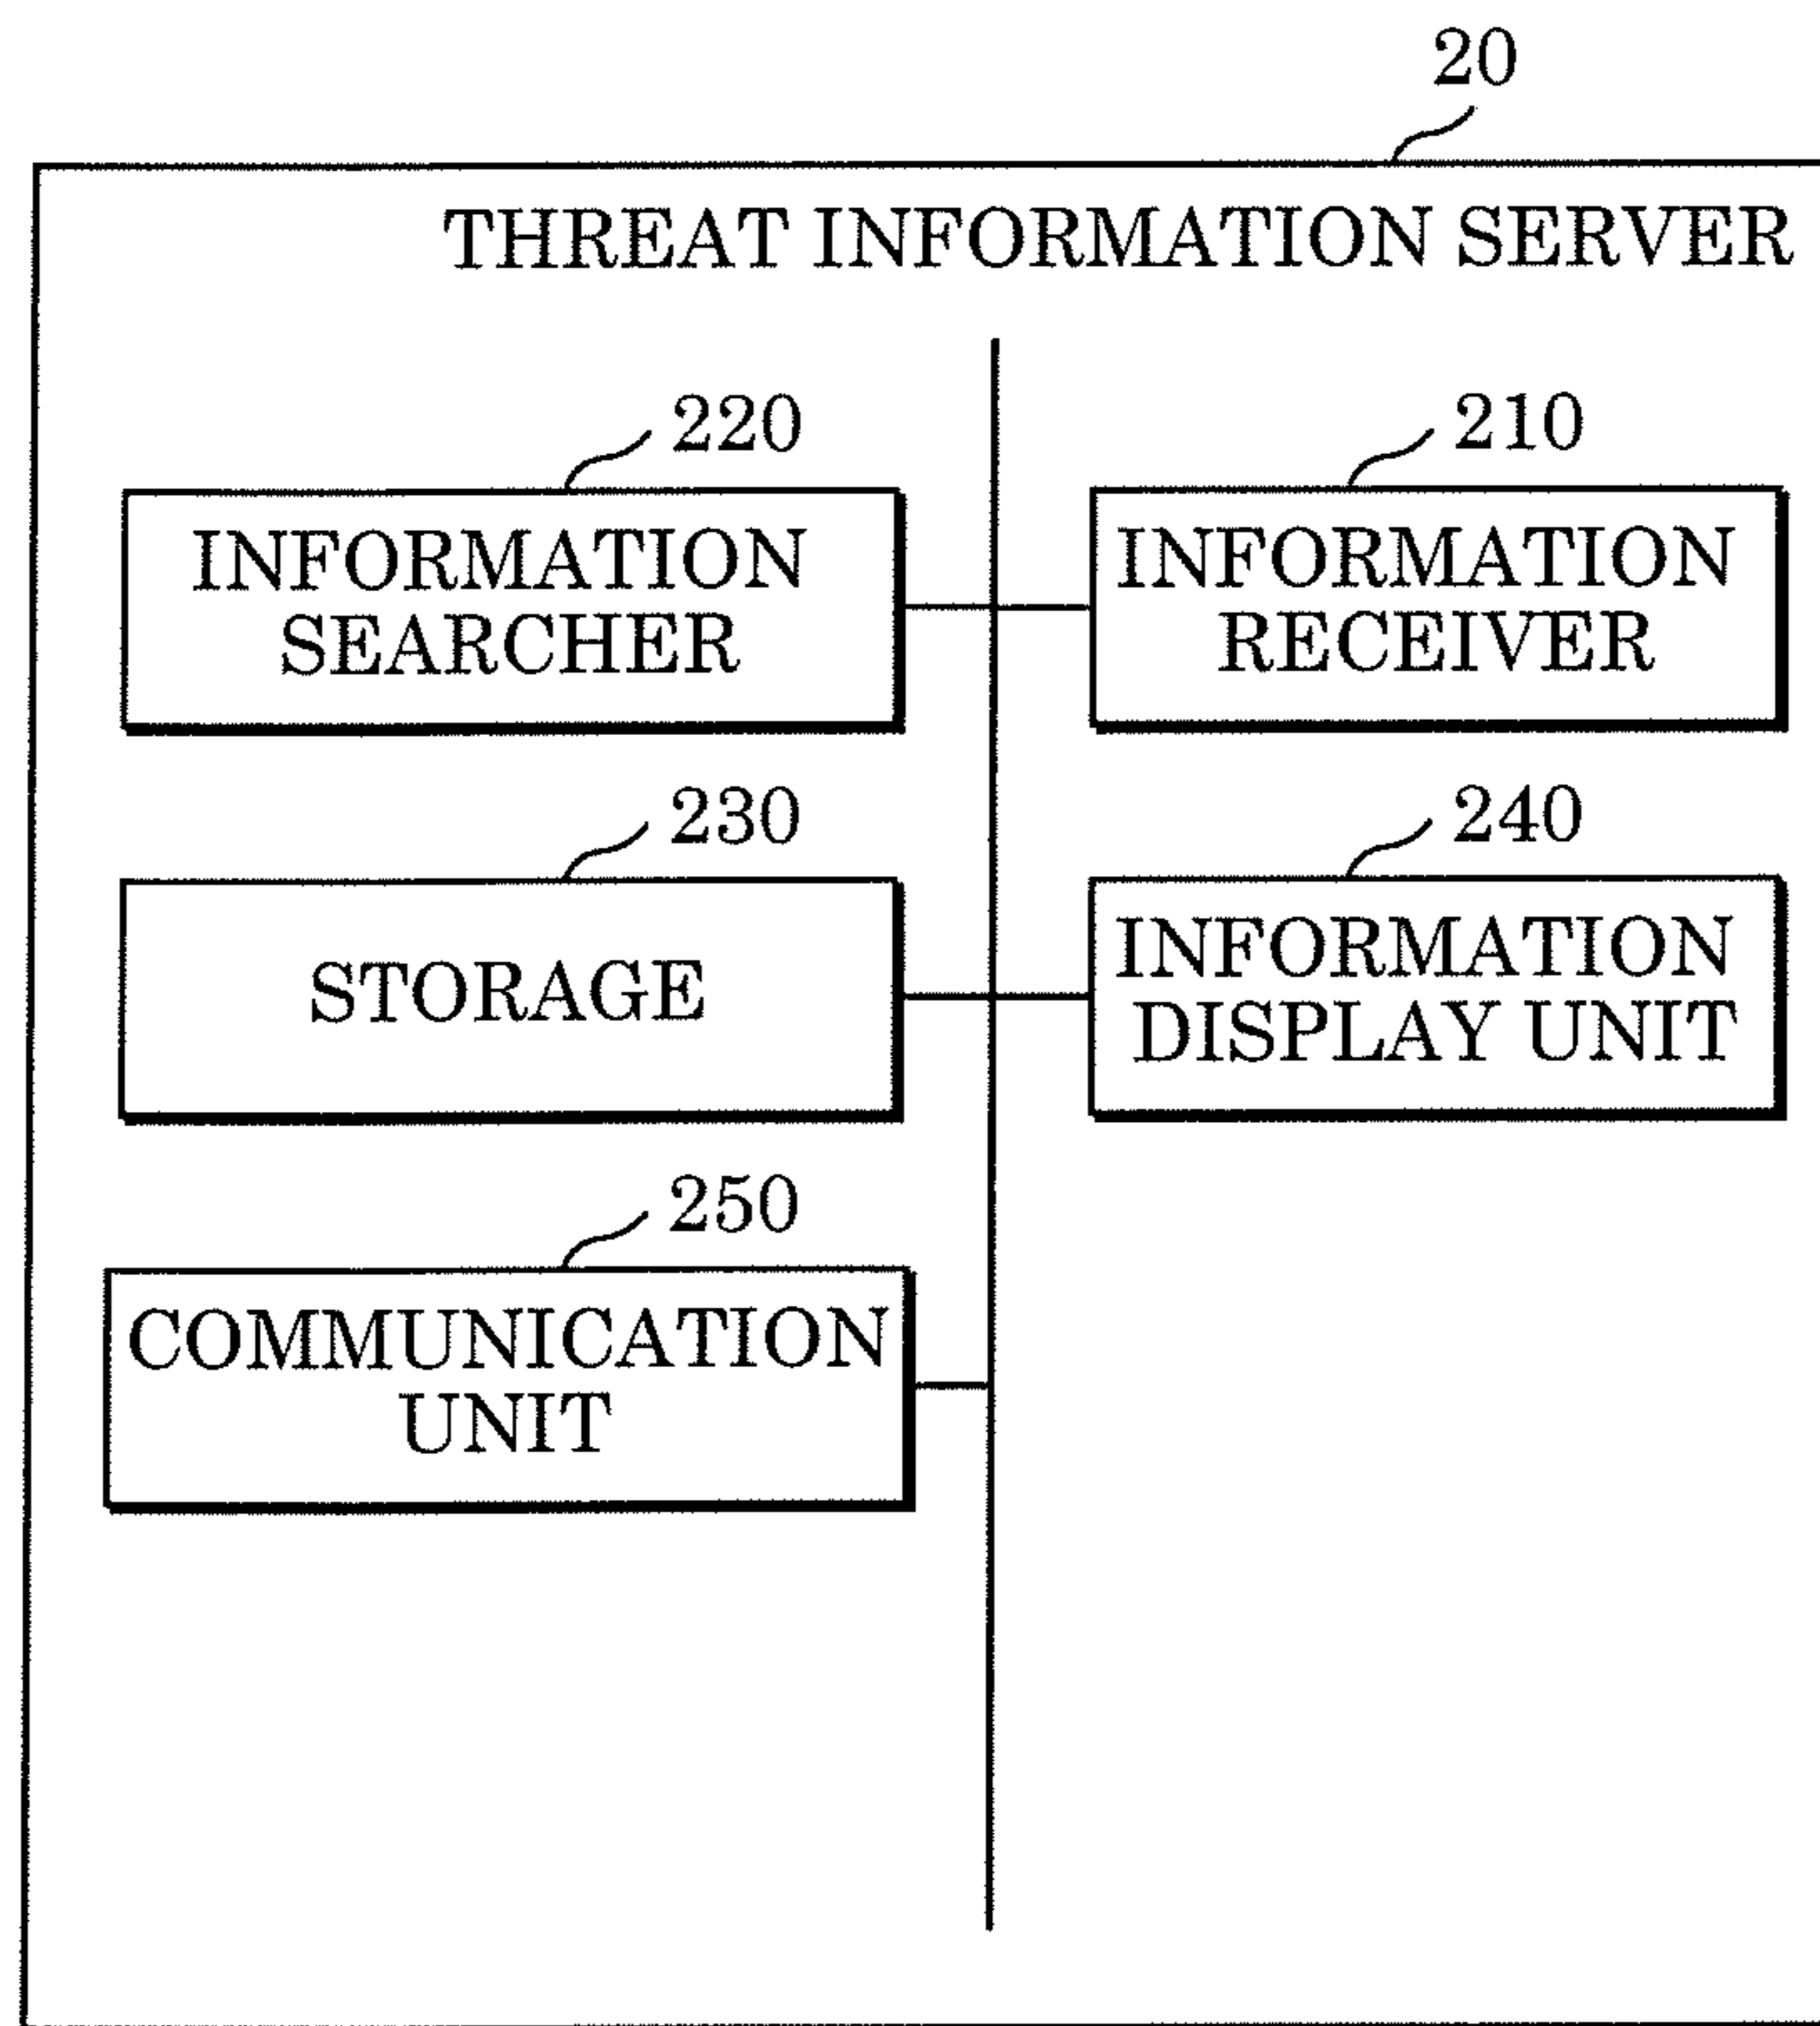 20
THREAT INFORMATION SERVER
220
INFORMATION
SEARCHER
210
INFORMATION
RECEIVER
230
STORAGE
240
INFORMATION
DISPLAY UNIT
250
COMMUNICATION
UNIT